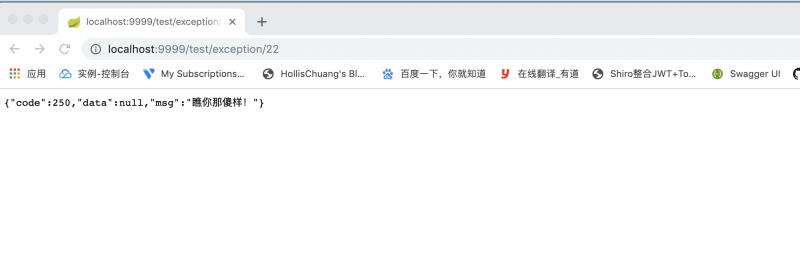 localhost:9999/test/exception/
localhost:9999/test/exception/22
应用 实例-控制台 My Subscriptions... HollisChuang's Bl... 百度一下，你就知道 在线翻译_有道 Shiro整合JWT+To... Swagger UI
{"code":250,"data":null,"msg":"瞧你那傻样！"}